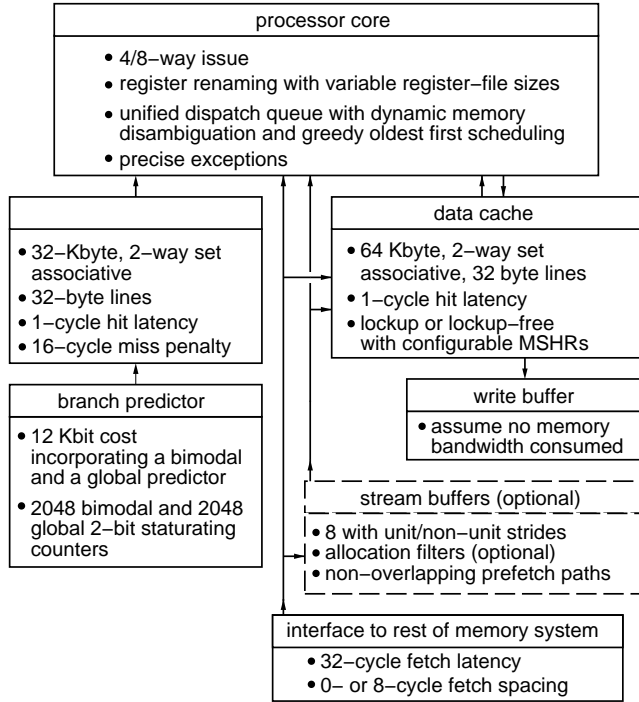 processor core
• 4/8−way issue
• register renaming with variable register−file sizes
• unified dispatch queue with dynamic memory
disambiguation and greedy oldest first scheduling
• precise exceptions
• 32−Kbyte, 2−way set
associative
• 32−byte lines
• 1−cycle hit latency
• 16−cycle miss penalty
data cache
• 64 Kbyte, 2−way set
associative, 32 byte lines
• 1−cycle hit latency
• lockup or lockup−free
with configurable MSHRs
branch predictor
• 12 Kbit cost
incorporating a bimodal
and a global predictor
• 2048 bimodal and 2048
global 2−bit staturating
counters
write buffer
• assume no memory
bandwidth consumed
stream buffers (optional)
• 8 with unit/non−unit strides
• allocation filters (optional)
• non−overlapping prefetch paths
interface to rest of memory system
• 32−cycle fetch latency
• 0− or 8−cycle fetch spacing